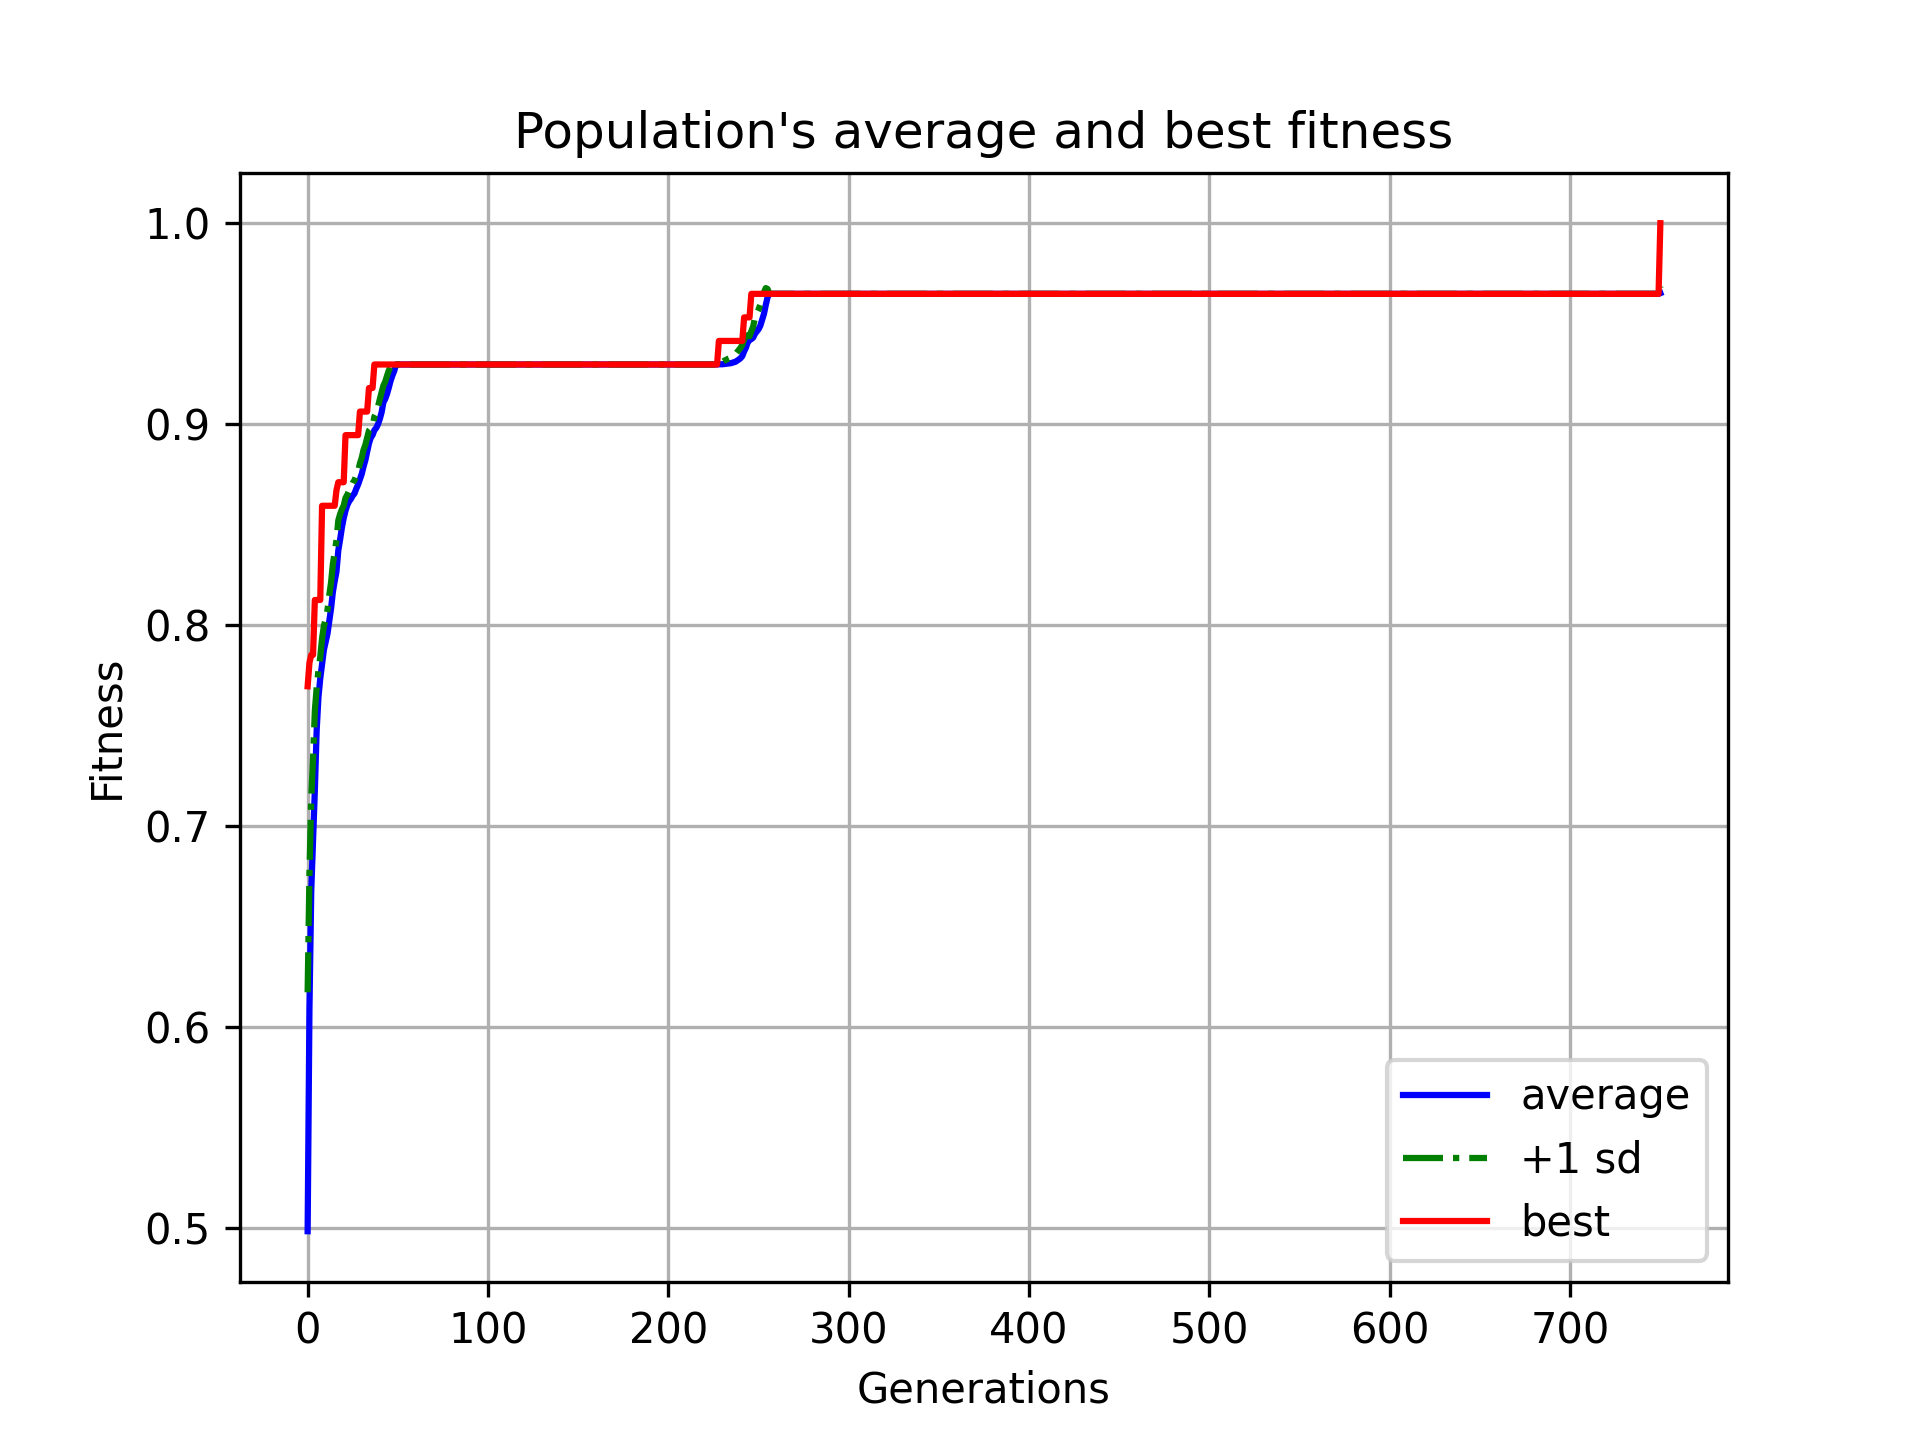 Population's average and best fitness
1.0
0.9
0.8
0.7
0.6
0.5
Fitness
average
+1 sd
best
0 100 200 300 400 500 600 700
Generations